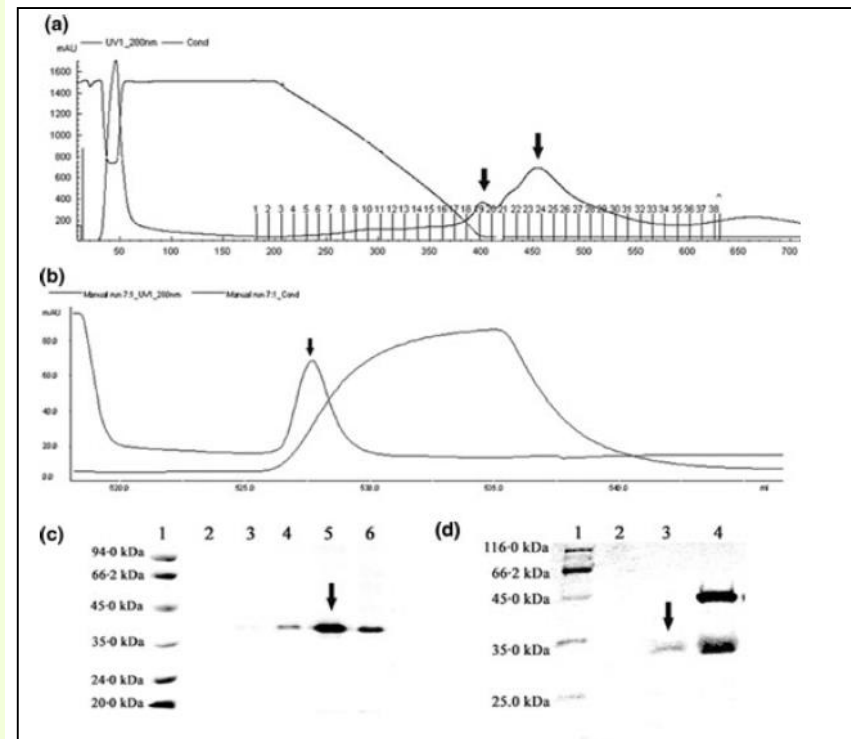 (a)
UV1_280nm Cond
mAU
1600
1400
1200
1000
800
600
400
200
1 2 3 4 5 6 7 8 9 10 11 12 13 14 15 16 17 18 19 20 21 22 23 24 25 26 27 28 29 30 31 32 33 34 35 36 37 38
50 100 150 200 250 300 350 400 450 500 550 600 650 700
(b)
Manual run 7:1_UV1_280nm Manual run 7:1_Cond
mAU
80.0
60.0
40.0
20.0
0.0
520.0 525.0 530.0 535.0 540.0 ml
(c) 1 2 3 4 5 6
94·0 kDa
66·2 kDa
45·0 kDa
35·0 kDa
24·0 kDa
20·0 kDa
(d) 1 2 3 4
116·0 kDa
66·2 kDa
45·0 kDa
35·0 kDa
25.0 kDa